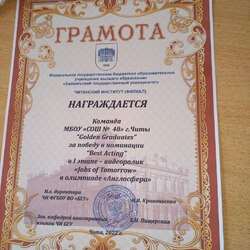 ГРАМОТА
Федеральное государственное бюджетное образовательное
учреждение высшего образования
«Байкальский государственный университет»
ЧИТИНСКИЙ ИНСТИТУТ (ФИЛИАЛ)
НАГРАЖДАЕТСЯ
Команда
МБОУ «СОШ № 48» г.Читы
"Golden Graduates"
за победу в номинации
"Best Acting"
в I этапе – видеоролик
«Jobs of Tomorrow»
в олимпиаде «Англосфера»
И.о. директора
ЧИ ФГБОУ ВО «БГУ»
Н.В. Кривоносова
Зав. кафедрой иностранных
языков ЧИ БГУ
Е.П. Пищерская
Чита, 2022 г.